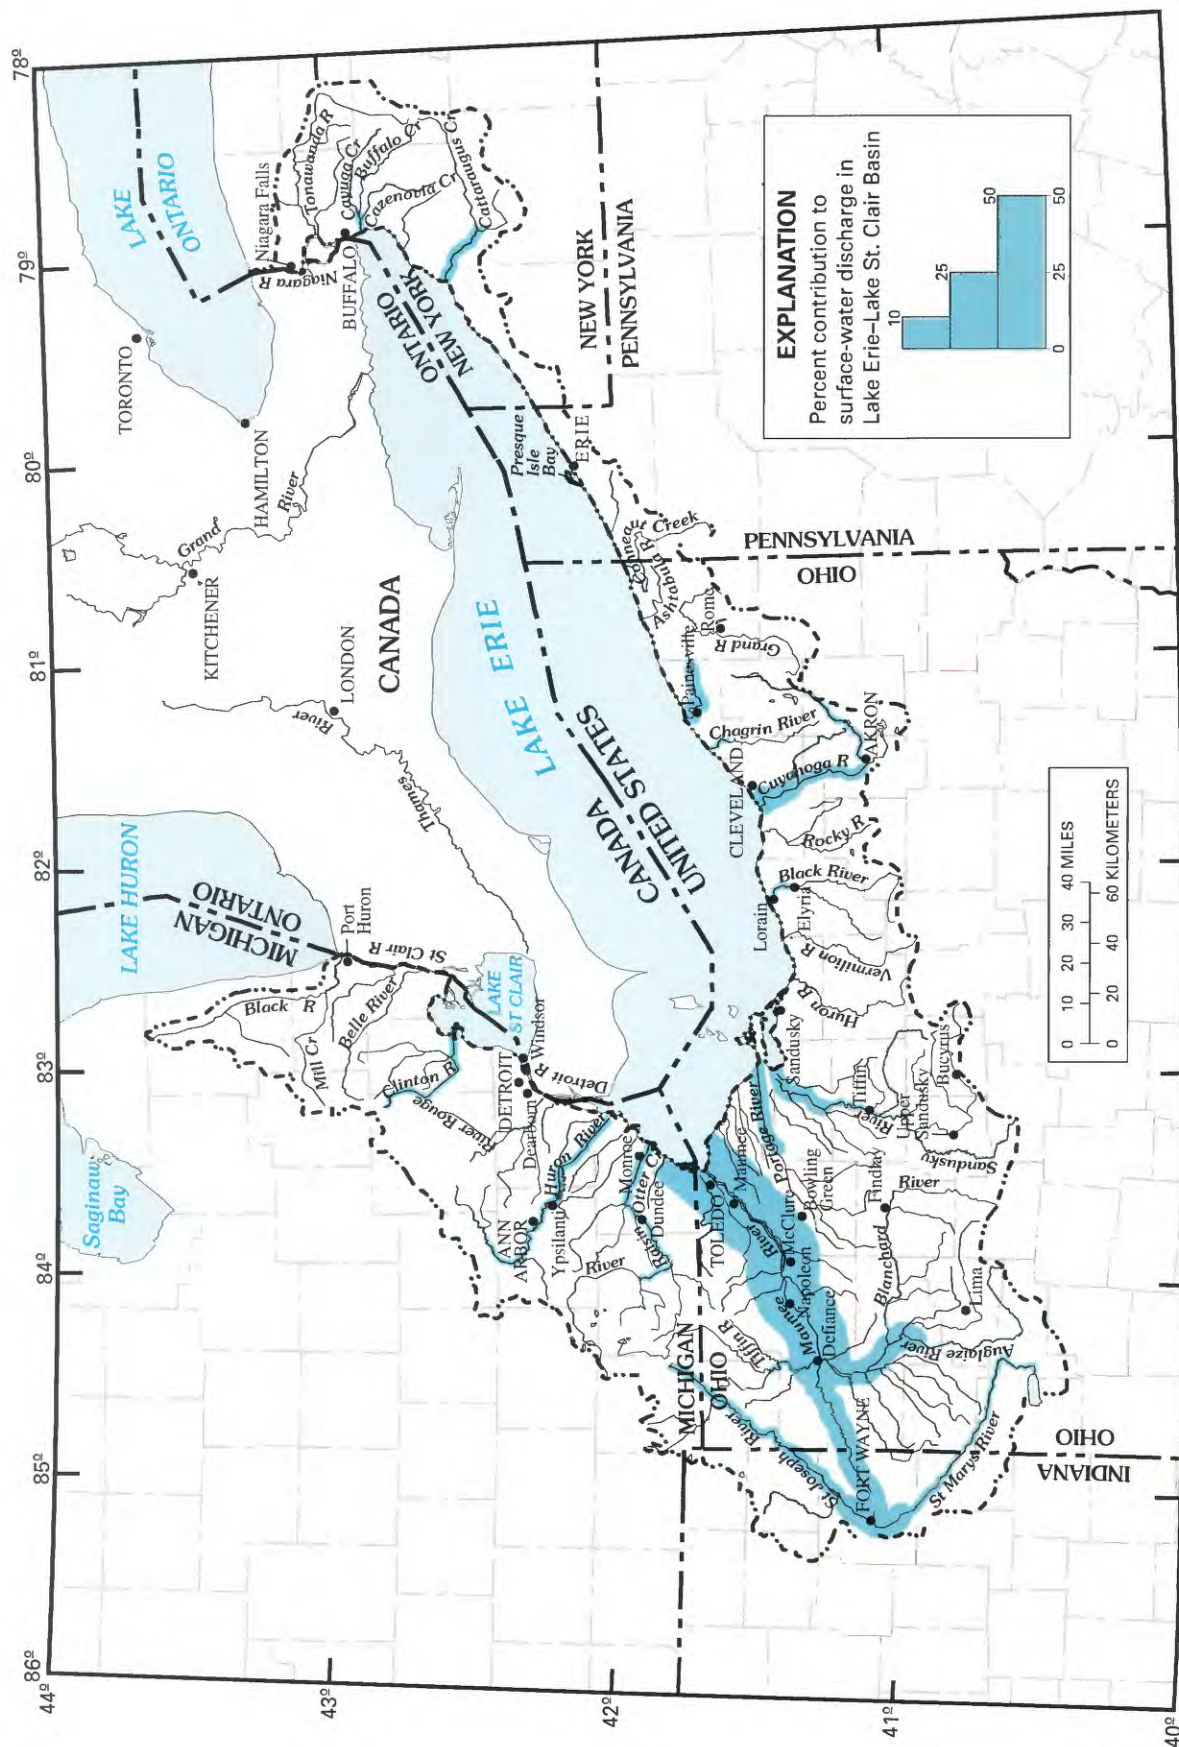 86º
85º
84º
83º
82º
81º
80º
79º
78º
44º
43º
42º
41º
40º
Saginaw
Bay
LAKE HURON
MICHIGAN
ONTARIO
Port
Huron
St Clair R
Black R
Mill Cr
Belle River
Clinton R
LAKE
ST CLAIR
River Rouge
DETROIT
Windsor
Dearborn
Detroit R
ANN
ARBOR
Ypsilanti
Huron River
Monroe
Otter Cr
Dundee
Raisin
River
KITCHENER
Grand
River
TORONTO
HAMILTON
LONDON
Thames
River
CANADA
LAKE
ONTARIO
Niagara Falls
Niagara
R
Tonawanda R
Cayuga Cr
Buffalo Cr
Cazenovia Cr
Cattaraugus Cr
BUFFALO
ONTARIO
NEW YORK
LAKE ERIE
CANADA
UNITED STATES
Presque
Isle
Bay
ERIE
NEW YORK
PENNSYLVANIA
Conneaut
Creek
Ashtabula R
Rome
Painesville
Grand R
PENNSYLVANIA
OHIO
Chagrin River
CLEVELAND
Cuyahoga R
AKRON
Rocky R
Black River
Lorain
Elyria
Vermilion R
Huron R
Sandusky
Tiffin
River
Upper
Sandusky
Bucyrus
Sandusky
Portage River
Maumee
TOLEDO
River
McClure
Bowling
Green
Findlay
River
Napoleon
Maumee
Defiance
Blanchard
Lima
Auglaize River
MICHIGAN
OHIO
Tiffin R
St Joseph
River
FORT WAYNE
St Marys River
OHIO
INDIANA
EXPLANATION
Percent contribution to
surface-water discharge in
Lake Erie–Lake St. Clair Basin
10
25
50
0
25
50
0 10 20 30 40 MILES
0 20 40 60 KILOMETERS